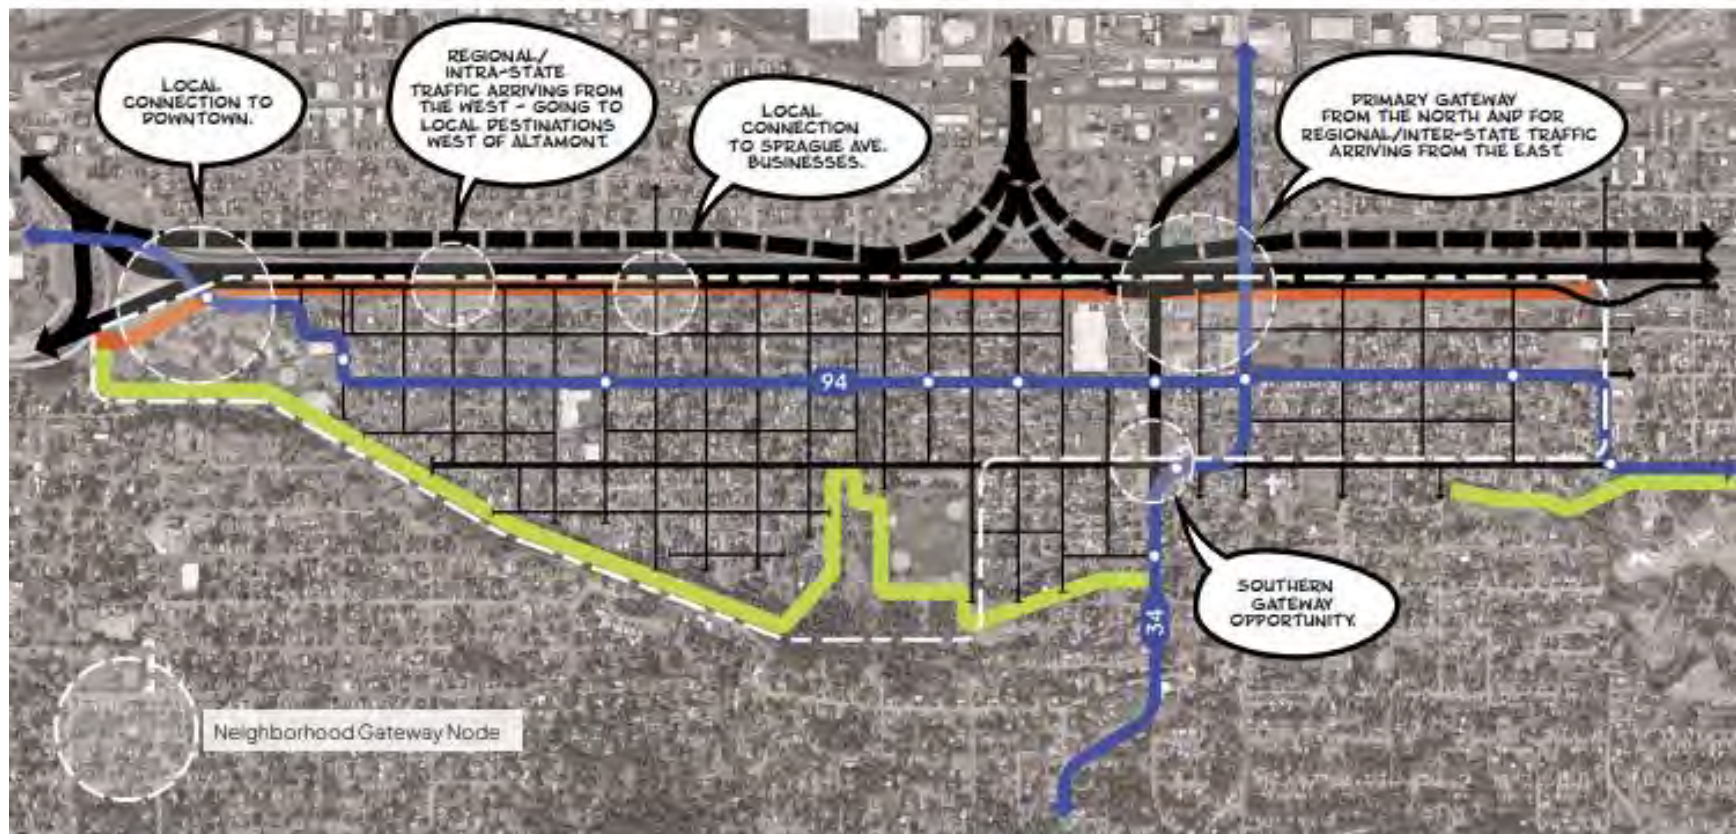 LOCAL
CONNECTION TO
DOWNTOWN.
REGIONAL/
INTRA-STATE
TRAFFIC ARRIVING FROM
THE WEST - GOING TO
LOCAL DESTINATIONS
WEST OF ALTAMONT.
LOCAL
CONNECTION
TO SPRAGUE AVE.
BUSINESSES.
PRIMARY GATEWAY
FROM THE NORTH AND FOR
REGIONAL/INTER-STATE TRAFFIC
ARRIVING FROM THE EAST.
94
34
SOUTHERN
GATEWAY
OPPORTUNITY.
Neighborhood Gateway Node